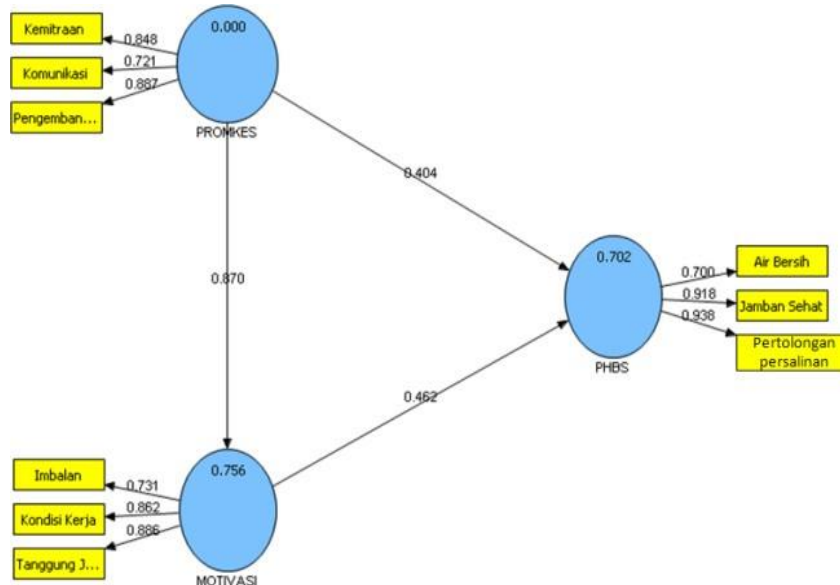 Kemitraan
0.848
Komunikasi
0.721
Pengemban...
0.887
0.000
PROMKES
0.404
0.870
0.702
PHBS
0.700
Air Bersih
0.918
Jamban Sehat
0.938
Pertolongan
persalinan
0.462
Imbalan
0.731
Kondisi Kerja
0.862
Tanggung J...
0.886
0.756
MOTIVASI